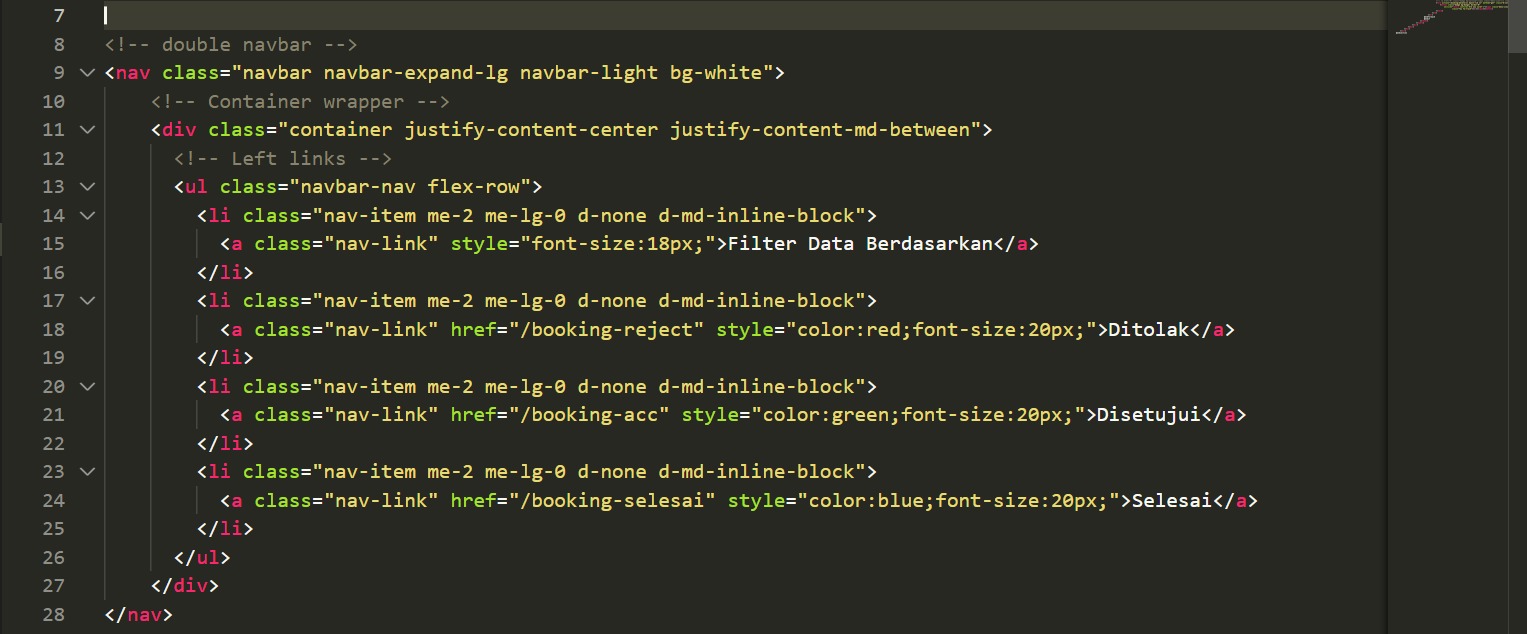 7
8 <!-- double navbar -->
9 <nav class="navbar navbar-expand-lg navbar-light bg-white">
10     <!-- Container wrapper -->
11     <div class="container justify-content-center justify-content-md-between">
12       <!-- Left links -->
13       <ul class="navbar-nav flex-row">
14         <li class="nav-item me-2 me-lg-0 d-none d-md-inline-block">
15           <a class="nav-link" style="font-size:18px;">Filter Data Berdasarkan</a>
16         </li>
17         <li class="nav-item me-2 me-lg-0 d-none d-md-inline-block">
18           <a class="nav-link" href="/booking-reject" style="color:red;font-size:20px;">Ditolak</a>
19         </li>
20         <li class="nav-item me-2 me-lg-0 d-none d-md-inline-block">
21           <a class="nav-link" href="/booking-acc" style="color:green;font-size:20px;">Disetujui</a>
22         </li>
23         <li class="nav-item me-2 me-lg-0 d-none d-md-inline-block">
24           <a class="nav-link" href="/booking-selesai" style="color:blue;font-size:20px;">Selesai</a>
25         </li>
26       </ul>
27     </div>
28 </nav>